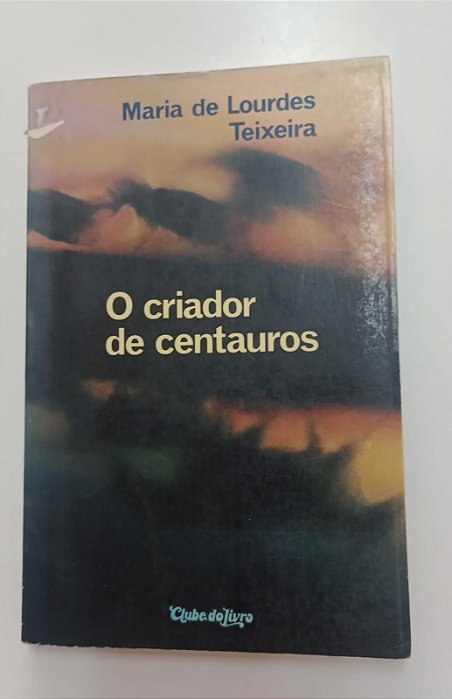 Maria de Lourdes
Teixeira
O criador
de centauros
Clube do Livro